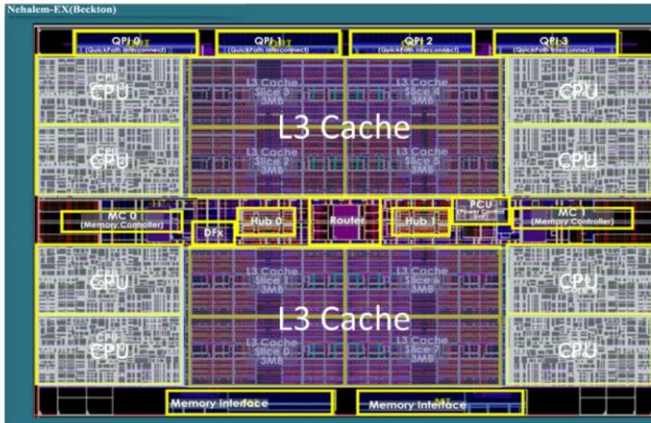 Nehalem-EX(Beckton)
QPI 0
(QuickPath Interconnect)
QPI 1
(QuickPath Interconnect)
QPI 2
(QuickPath Interconnect)
QPI 3
(QuickPath Interconnect)
CPU
CPU
L3 Cache
Slice 3
3MB
L3 Cache
Slice 4
3MB
CPU
L3 Cache
CPU
L3 Cache
Slice 2
3MB
L3 Cache
Slice 5
3MB
CPU
MC 0
(Memory Controller)
DFx
Hub 0
Router
Hub 1
PCU
(Power Control
Unit)
MC 1
(Memory Controller)
CPU
L3 Cache
Slice 1
3MB
L3 Cache
Slice 6
3MB
CPU
L3 Cache
CPU
CPU
L3 Cache
Slice 0
3MB
L3 Cache
Slice 7
3MB
CPU
Memory Interface
Memory Interface